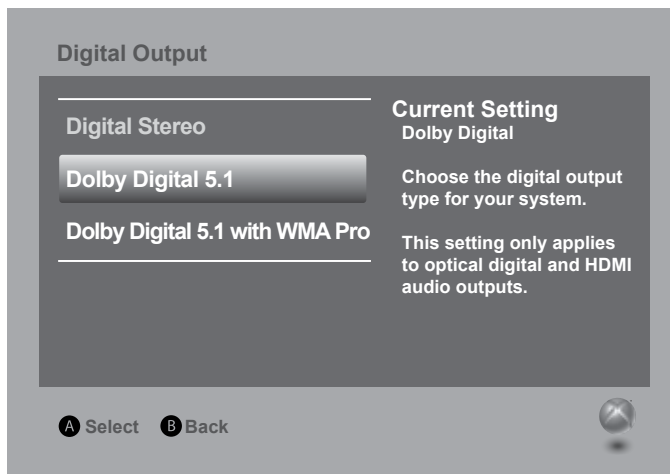 Digital Output
Digital Stereo
Dolby Digital 5.1
Dolby Digital 5.1 with WMA Pro
Current Setting
Dolby Digital
Choose the digital output
type for your system.
This setting only applies
to optical digital and HDMI
audio outputs.
A Select B Back